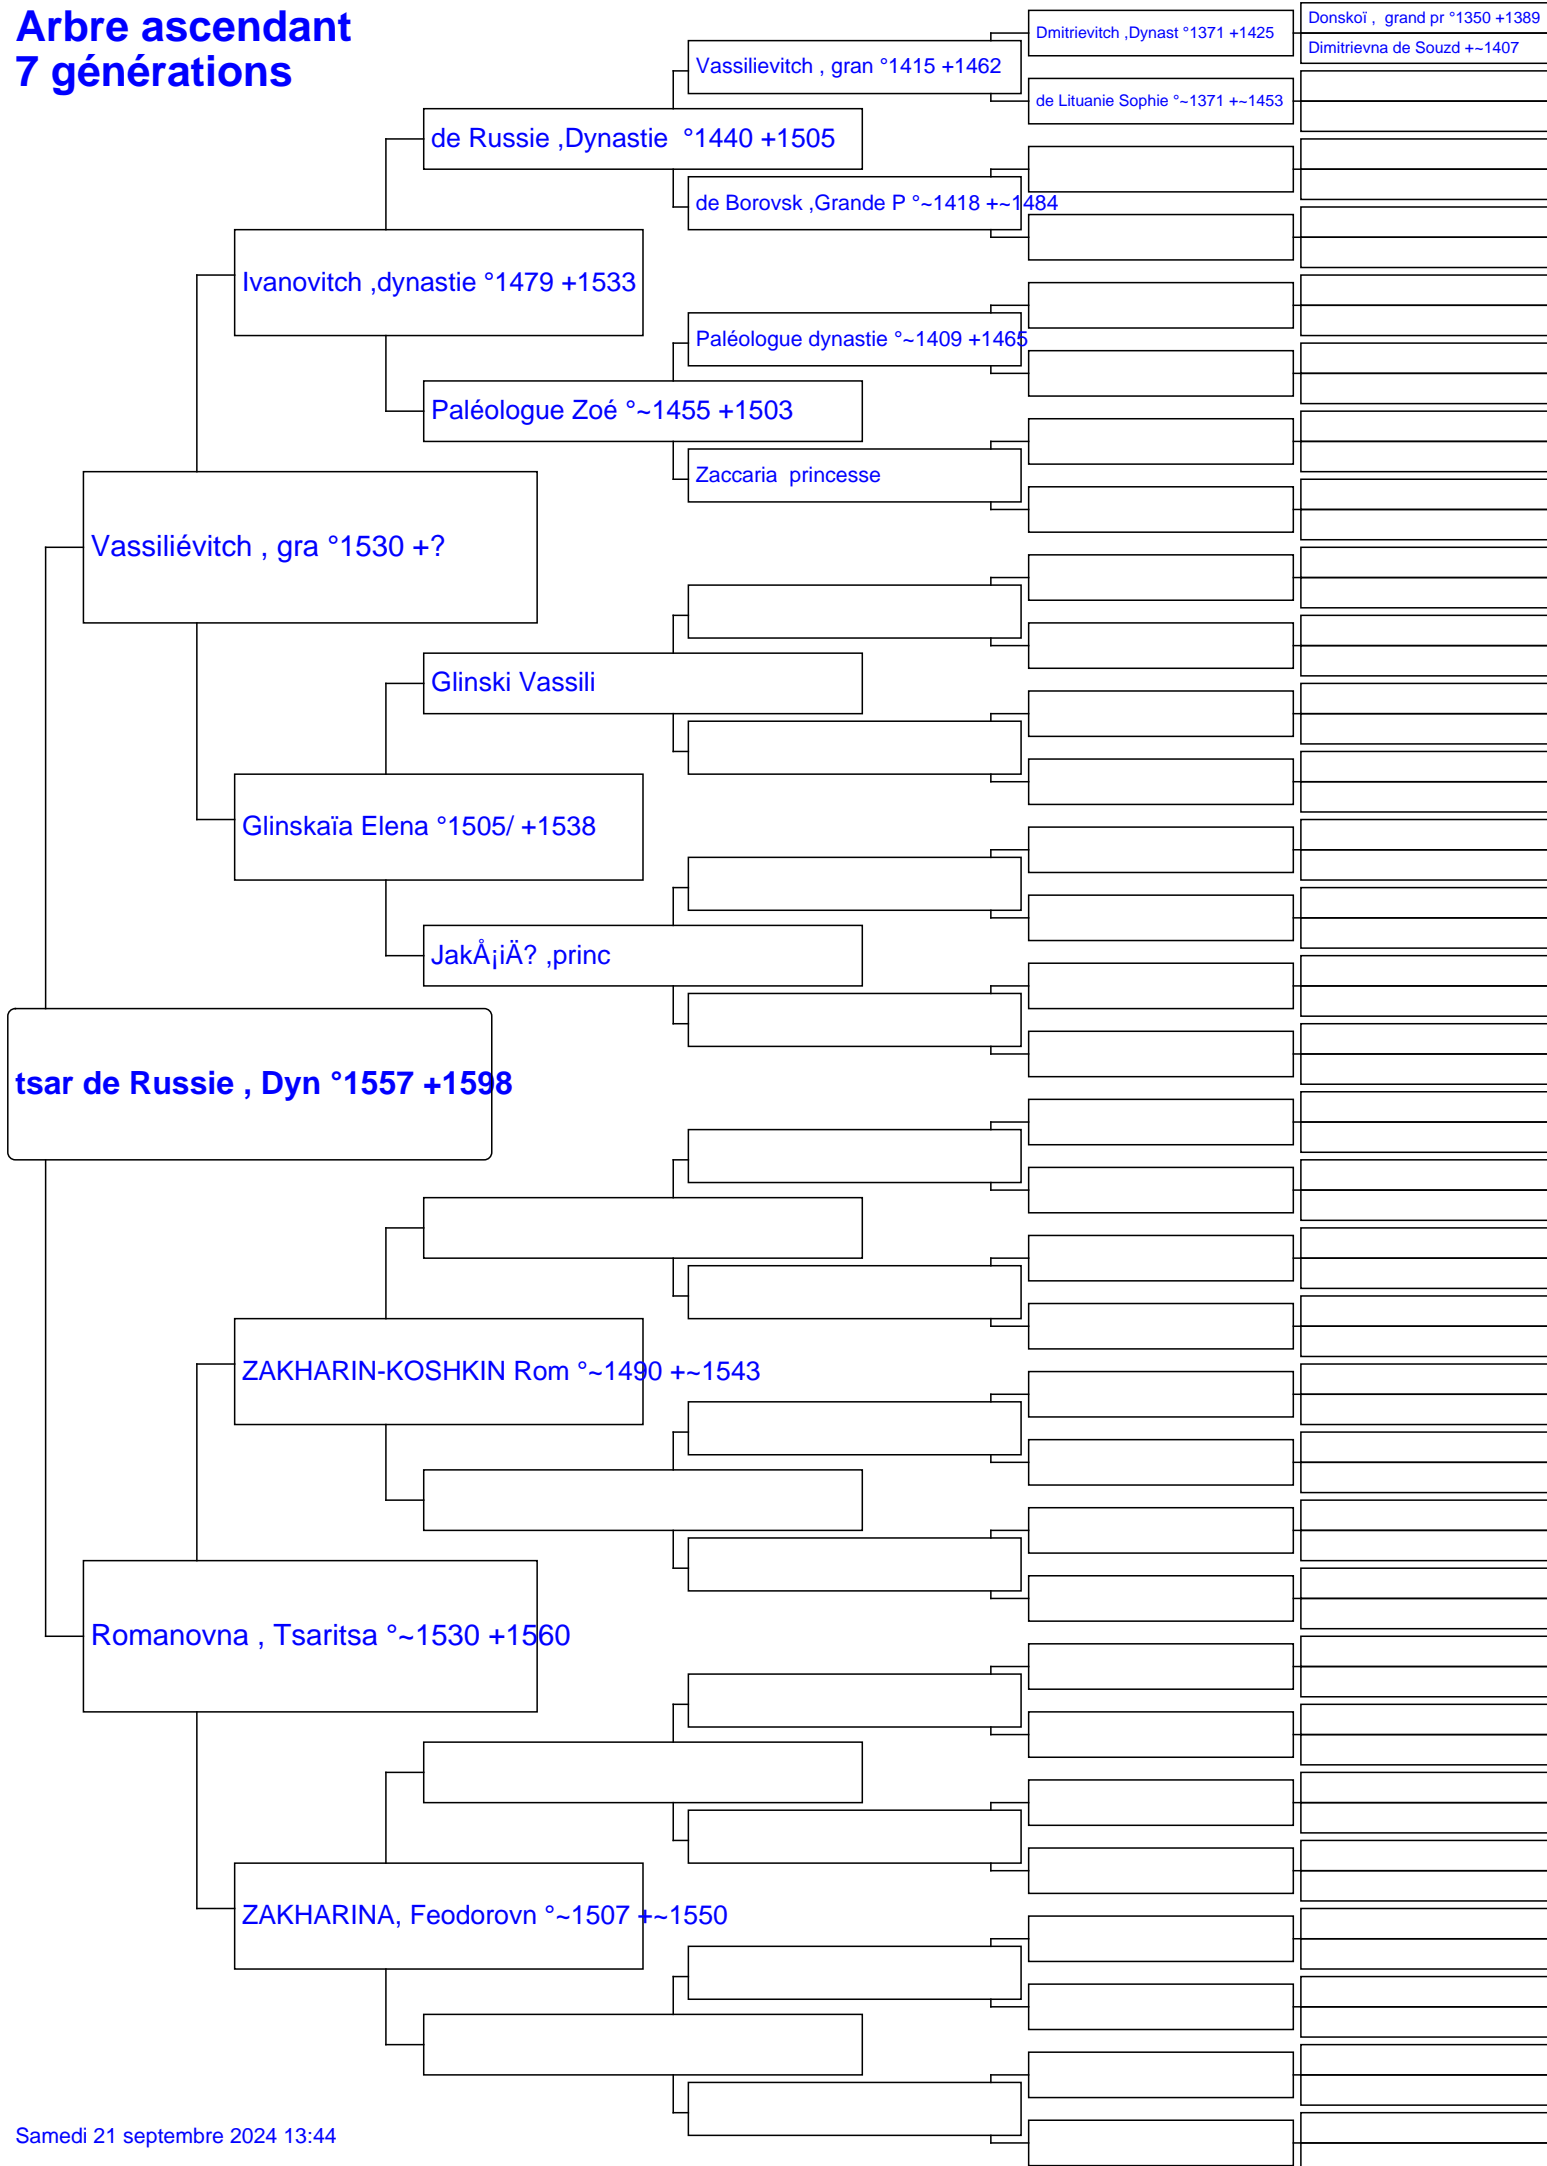 Arbre ascendant
7 générations
Donskoï , grand pr °1350 +1389
Dmitrievitch ,Dynast °1371 +1425
Dimitrievna de Souzd +~1407
Vassilievitch , gran °1415 +1462
de Lituanie Sophie °~1371 +~1453
de Russie ,Dynastie °1440 +1505
de Borovsk ,Grande P °~1418 +~1484
Ivanovitch ,dynastie °1479 +1533
Paléologue dynastie °~1409 +1465
Paléologue Zoé °~1455 +1503
Zaccaria princesse
Vassiliévitch , gra °1530 +?
Glinski Vassili
Glinskaïa Elena °1505/ +1538
JakÅ¡iÄ? ,princ
tsar de Russie , Dyn °1557 +1598
ZAKHARIN-KOSHKIN Rom °~1490 +~1543
Romanovna , Tsaritsa °~1530 +1560
ZAKHARINA, Feodorovn °~1507 +~1550
Samedi 21 septembre 2024 13:44